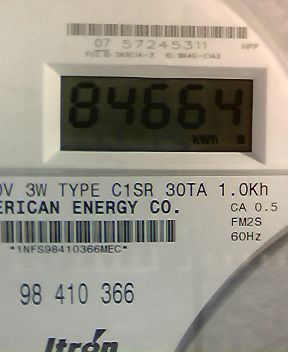 07 57245311 HPP
84664
kWh
0V 3W TYPE C1SR 30TA 1.0Kh
ERICAN ENERGY CO. CA 0.5
FM2S
60Hz
*1NFS98410366MEC*
98 410 366
Itron